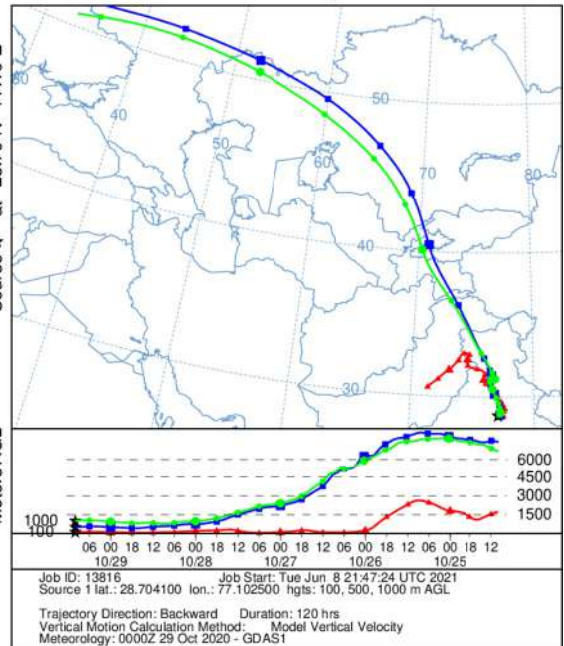 80
40
50
60
50
70
80
40
30
1000
100
6000
4500
3000
1500
06 00 18 12 06 00 18 12 06 00 18 12 06 00 18 12 06 00 18 12
10/29 10/28 10/27 10/26 10/25
Job ID: 13816 Job Start: Tue Jun 8 21:47:24 UTC 2021
Source 1 lat.: 28.704100 lon.: 77.102500 hgts: 100, 500, 1000 m AGL
Trajectory Direction: Backward Duration: 120 hrs
Vertical Motion Calculation Method: Model Vertical Velocity
Meteorology: 0000Z 29 Oct 2020 - GDAS1